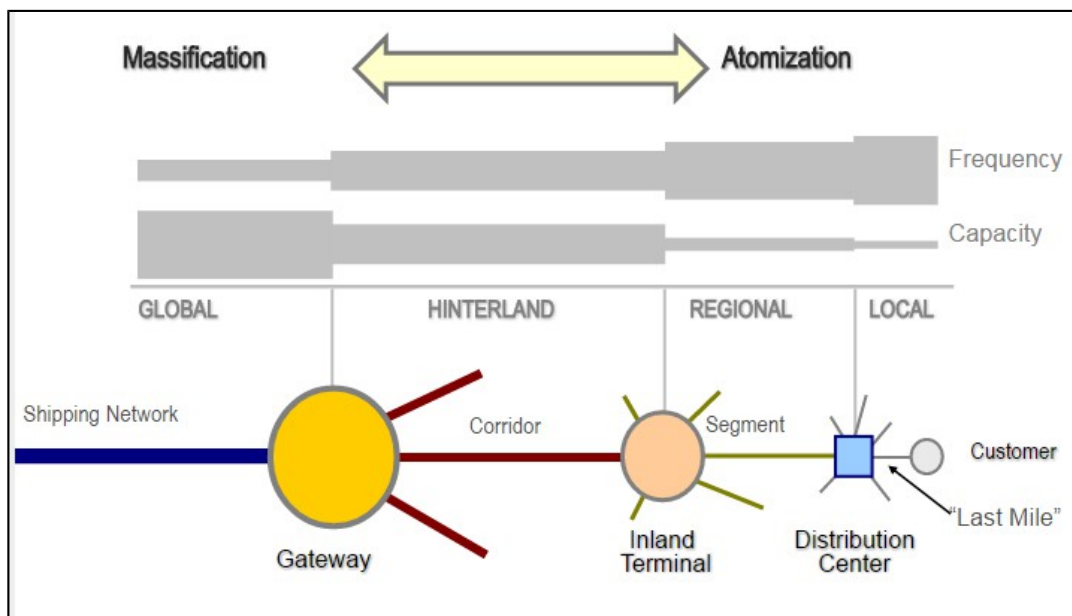 Massification
Atomization
Frequency
Capacity
GLOBAL
HINTERLAND
REGIONAL
LOCAL
Shipping Network
Corridor
Segment
Customer
“Last Mile”
Gateway
Inland
Terminal
Distribution
Center